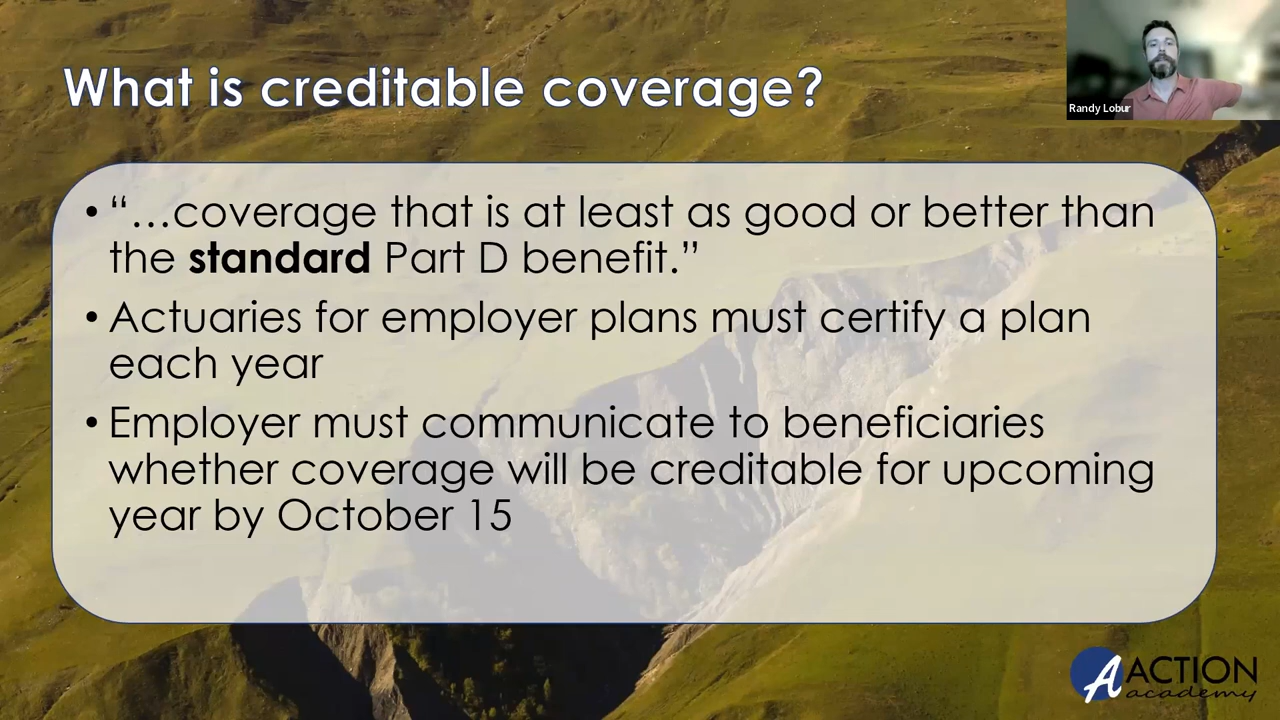 What is creditable coverage?
Randy Lobur
• “…coverage that is at least as good or better than
the standard Part D benefit.”
• Actuaries for employer plans must certify a plan
each year
• Employer must communicate to beneficiaries
whether coverage will be creditable for upcoming
year by October 15
A ACTION
academy